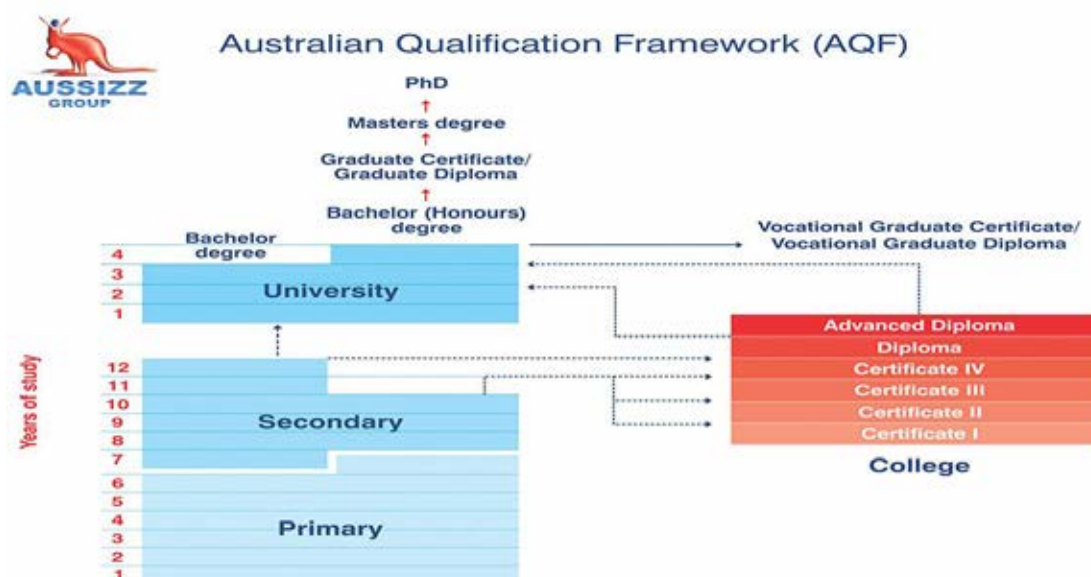 AUSSIZZ
GROUP
Australian Qualification Framework (AQF)
PhD
Masters degree
Graduate Certificate/
Graduate Diploma
Bachelor (Honours)
degree
Bachelor
degree
Vocational Graduate Certificate/
Vocational Graduate Diploma
4
3
2
1
University
Advanced Diploma
Diploma
Certificate IV
Certificate III
Certificate II
Certificate I
College
Years of study
12
11
10
9
8
7
Secondary
6
5
4
3
2
1
Primary